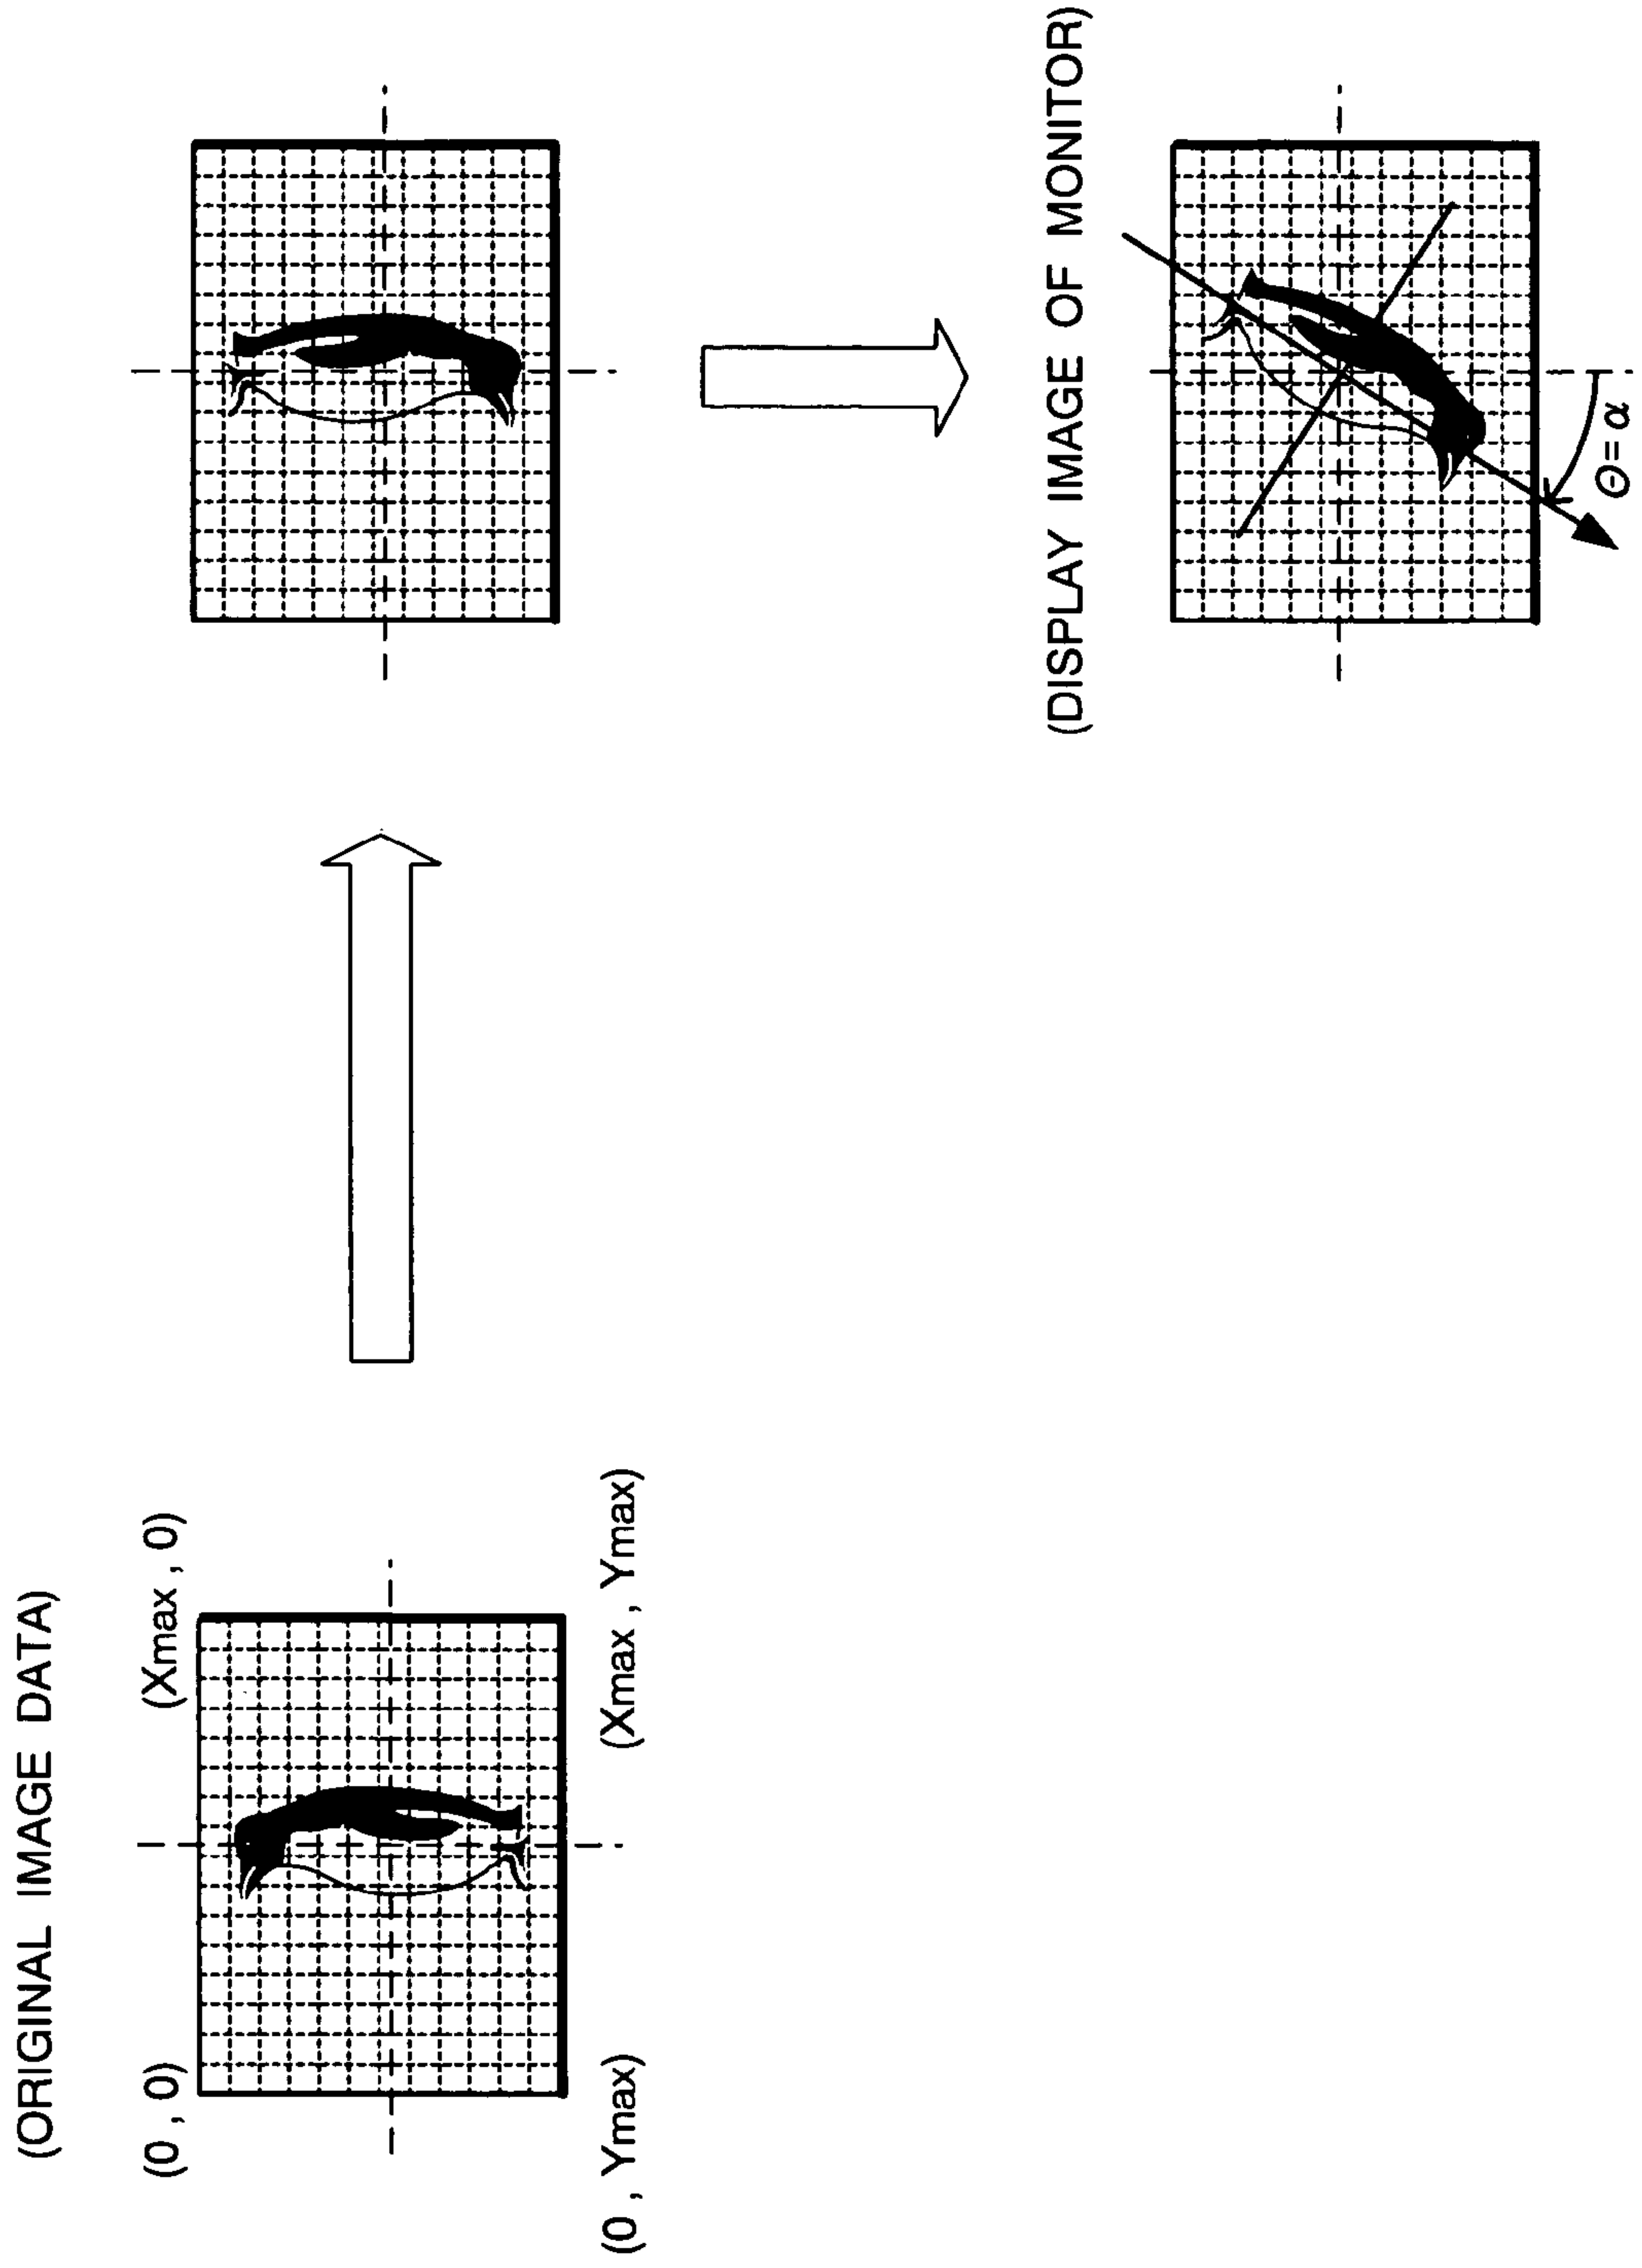 (ORIGINAL IMAGE DATA)
(0 , 0)
(Xmax , 0)
(0 , Ymax)
(Xmax , Ymax)
(DISPLAY IMAGE OF MONITOR)
Θ= α